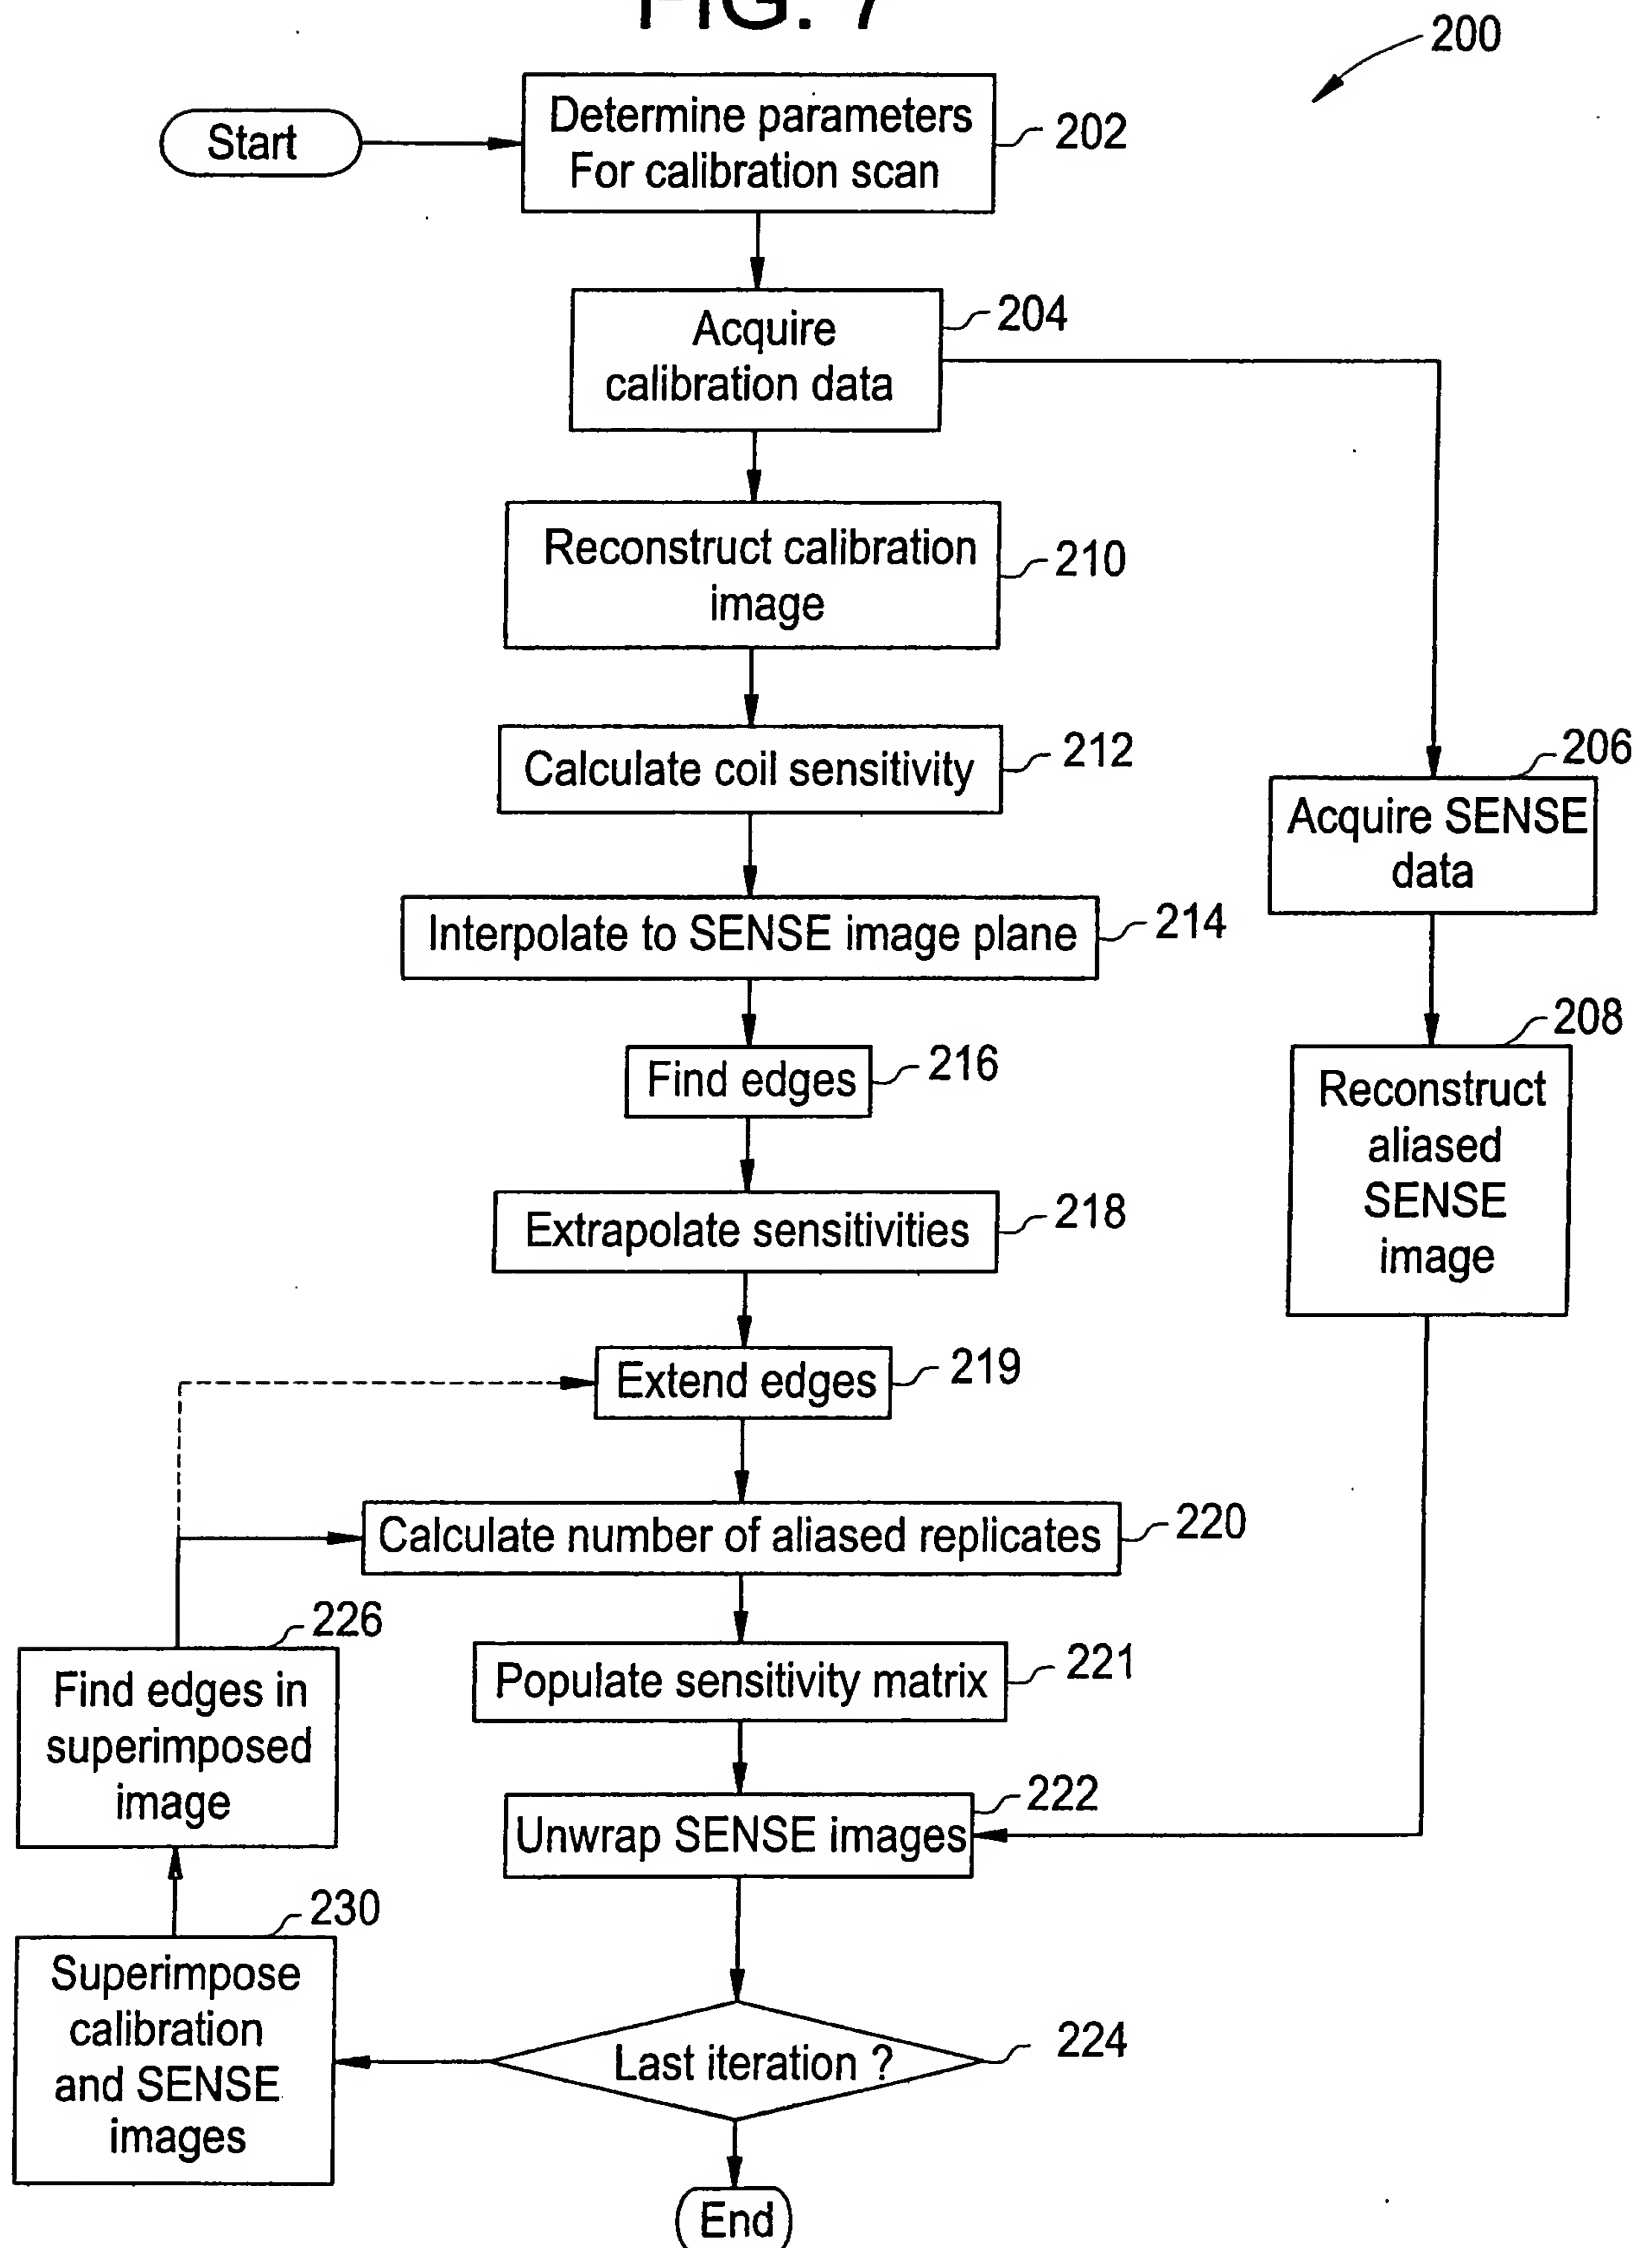 FIG. 7
200
Start
Determine parameters
For calibration scan
202
Acquire
calibration data
204
Reconstruct calibration
image
210
Calculate coil sensitivity
212
206
Acquire SENSE
data
Interpolate to SENSE image plane
214
208
Reconstruct
aliased
SENSE
image
Find edges
216
Extrapolate sensitivities
218
Extend edges
219
Calculate number of aliased replicates
220
226
Find edges in
superimposed
image
Populate sensitivity matrix
221
Unwrap SENSE images
222
230
Superimpose
calibration
and SENSE
images
Last iteration ?
224
End